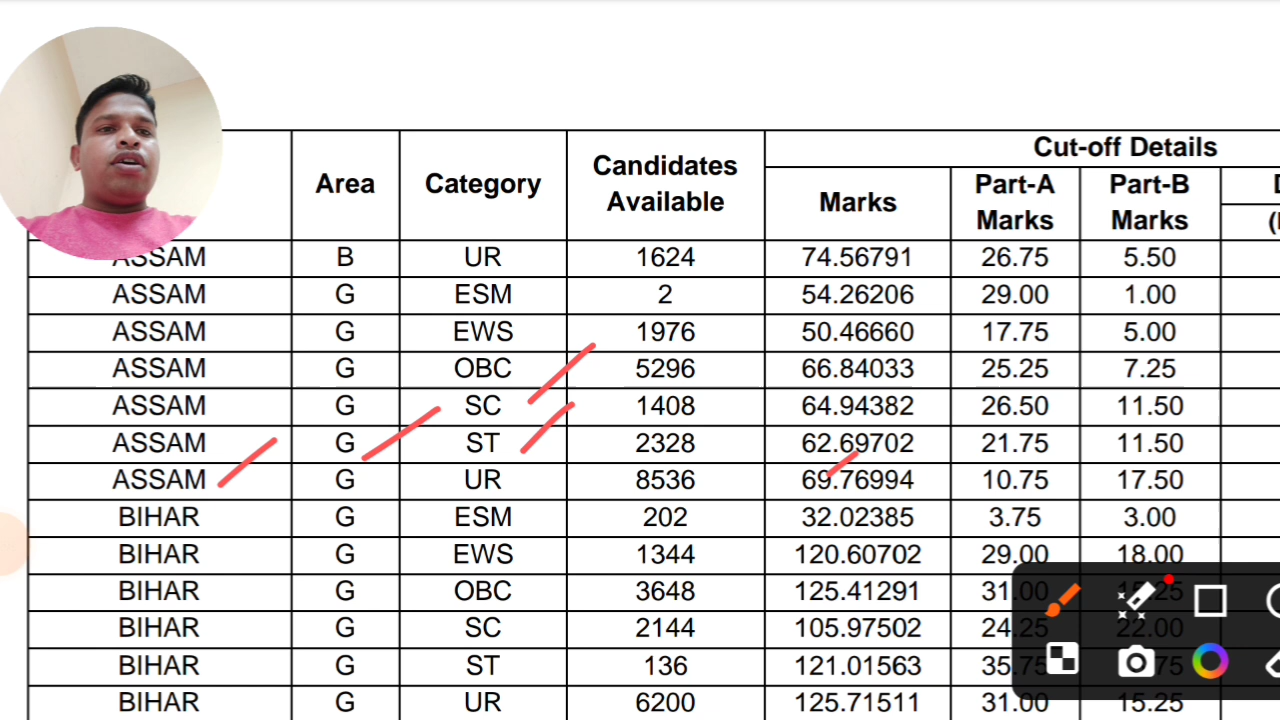 Cut-off Details
Area Category Candidates Available Marks Part-A Marks Part-B Marks
ASSAM B UR 1624 74.56791 26.75 5.50
ASSAM G ESM 2 54.26206 29.00 1.00
ASSAM G EWS 1976 50.46660 17.75 5.00
ASSAM G OBC 5296 66.84033 25.25 7.25
ASSAM G SC 1408 64.94382 26.50 11.50
ASSAM G ST 2328 62.69702 21.75 11.50
ASSAM G UR 8536 69.76994 10.75 17.50
BIHAR G ESM 202 32.02385 3.75 3.00
BIHAR G EWS 1344 120.60702 29.00 18.00
BIHAR G OBC 3648 125.41291 31.00
BIHAR G SC 2144 105.97502 24.25 22.00
BIHAR G ST 136 121.01563 35.75
BIHAR G UR 6200 125.71511 31.00 15.25